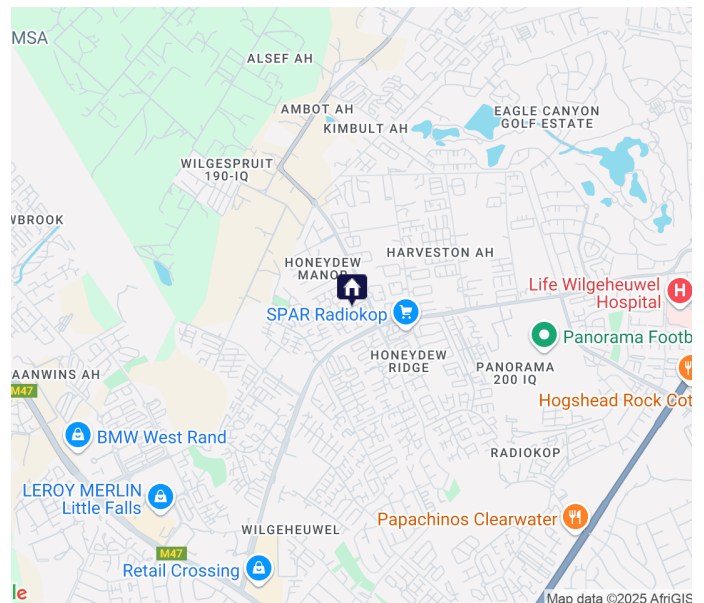 MSA
ALSEF AH
AMBOT AH
KIMBULT AH
EAGLE CANYON
GOLF ESTATE
WILGESPRUIT
190-IQ
WBROOK
HONEYDEW
MANOR
HARVESTON AH
Life Wilgeheuwel
Hospital
H
SPAR Radiokop
Panorama Footb
HONEYDEW
RIDGE
PANORAMA
200 IQ
AANWINS AH
M47
Hogshead Rock Cot
BMW West Rand
RADIOKOP
LEROY MERLIN
Little Falls
Papachinos Clearwater
WILGEHEUWEL
M47
Retail Crossing
le
Map data ©2025 AfriGIS